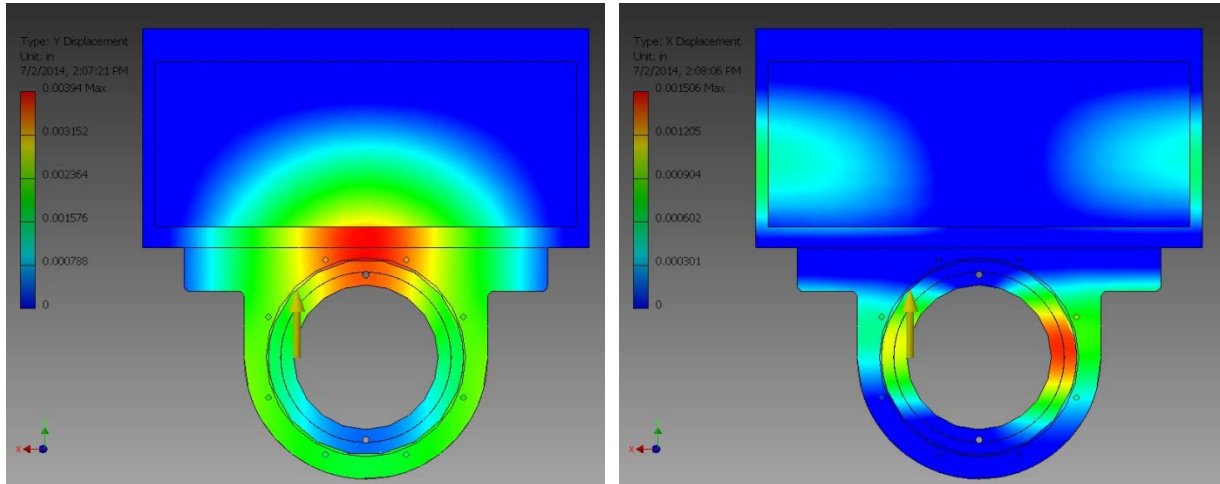 Type: Y Displacement
Unit: in
7/2/2014, 2:07:21 PM
0.00394 Max
0.003152
0.002364
0.001576
0.000788
0
X
Type: X Displacement
Unit: in
7/2/2014, 2:08:06 PM
0.001506 Max
0.001205
0.000904
0.000602
0.000301
0
X